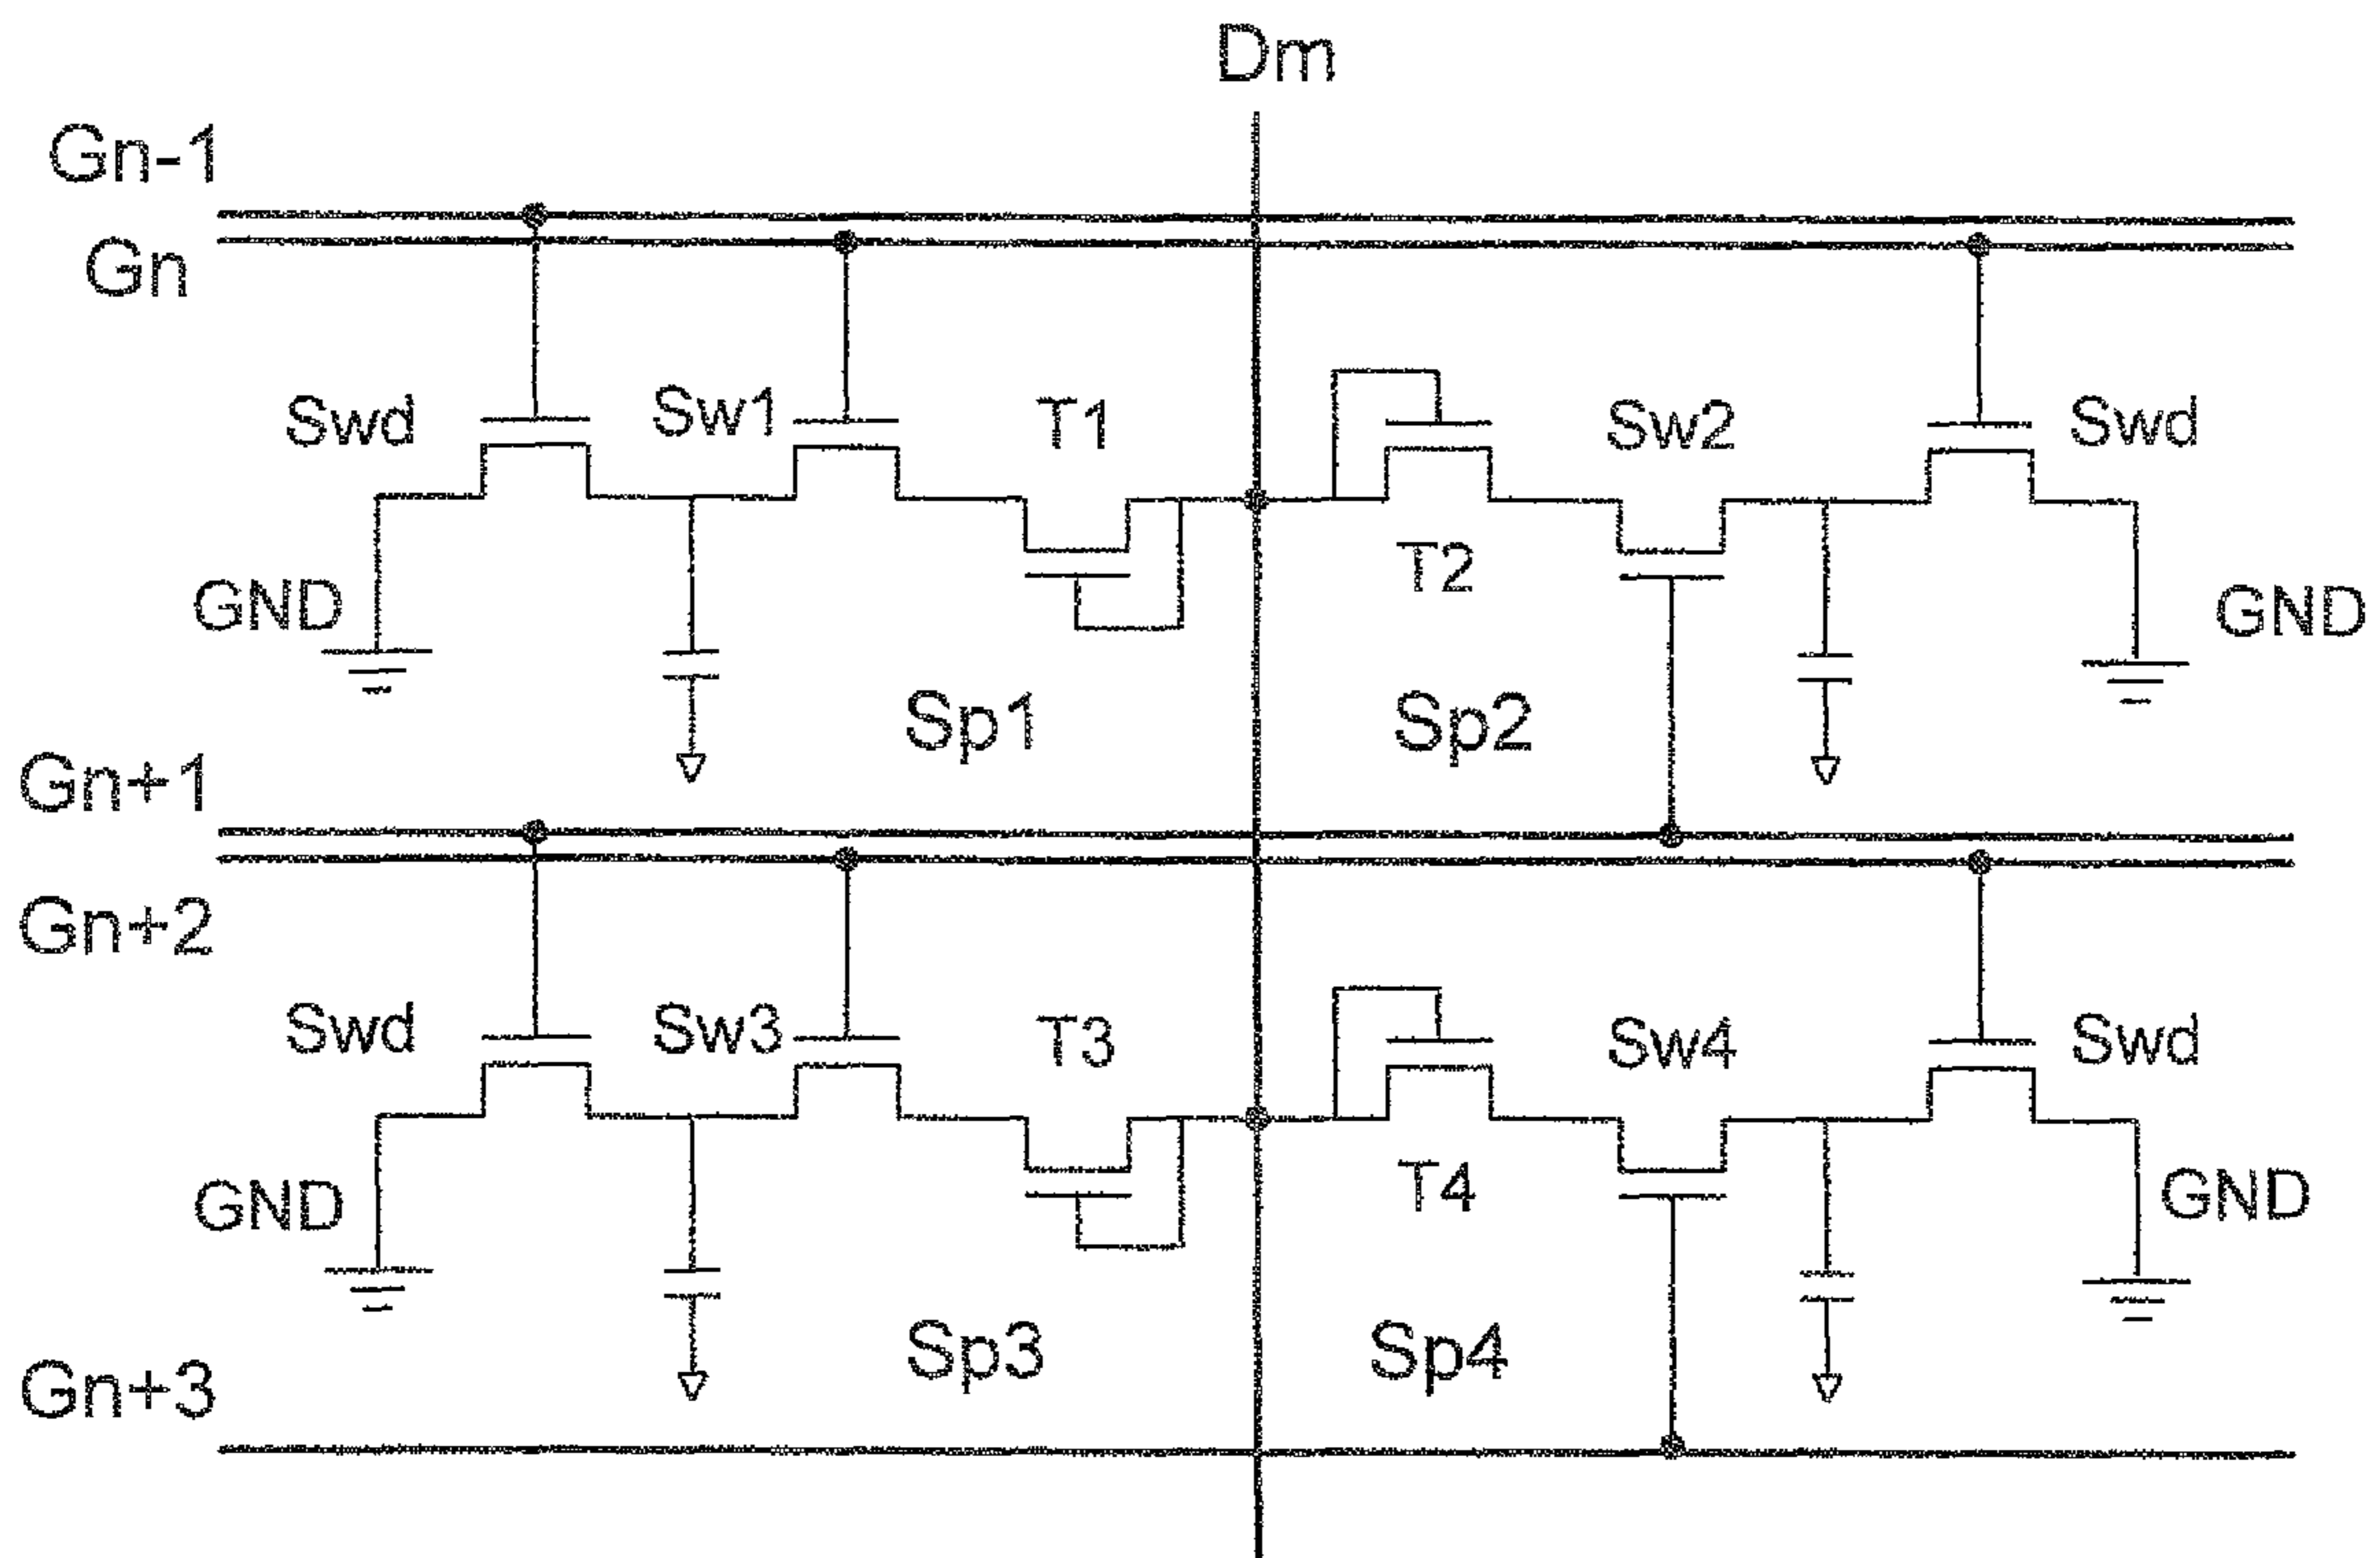 Dm
Gn-1
Gn
Swd
Sw1
T1
Sw2
Swd
T2
GND
GND
Sp1
Sp2
Gn+1
Gn+2
Swd
Sw3
T3
Sw4
Swd
T4
GND
GND
Sp3
Sp4
Gn+3